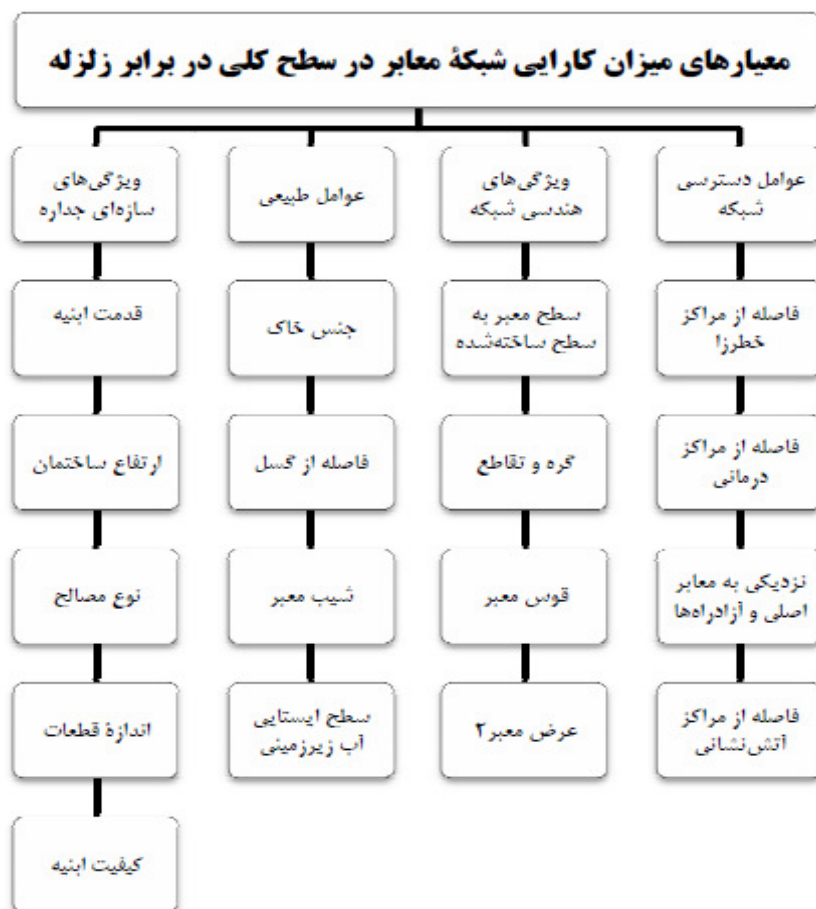 معیارهای میزان کارایی شبکهٔ معابر در سطح کلی در برابر زلزله
عوامل دسترسی
شبکه
فاصله از مراکز
خطرزا
فاصله از مراکز
درمانی
نزدیکی به معابر
اصلی و آزادراه‌ها
فاصله از مراکز
آتش‌نشانی
ویژگی‌های
هندسی شبکه
سطح معبر به
سطح ساخته‌شده
گره و تقاطع
قوس معبر
عرض معبر۲
عوامل طبیعی
جنس خاک
فاصله از گسل
شیب معبر
سطح ایستایی
آب زیرزمینی
ویژگی‌های
سازه‌ای جداره
قدمت ابنیه
ارتفاع ساختمان
نوع مصالح
اندازهٔ قطعات
کیفیت ابنیه